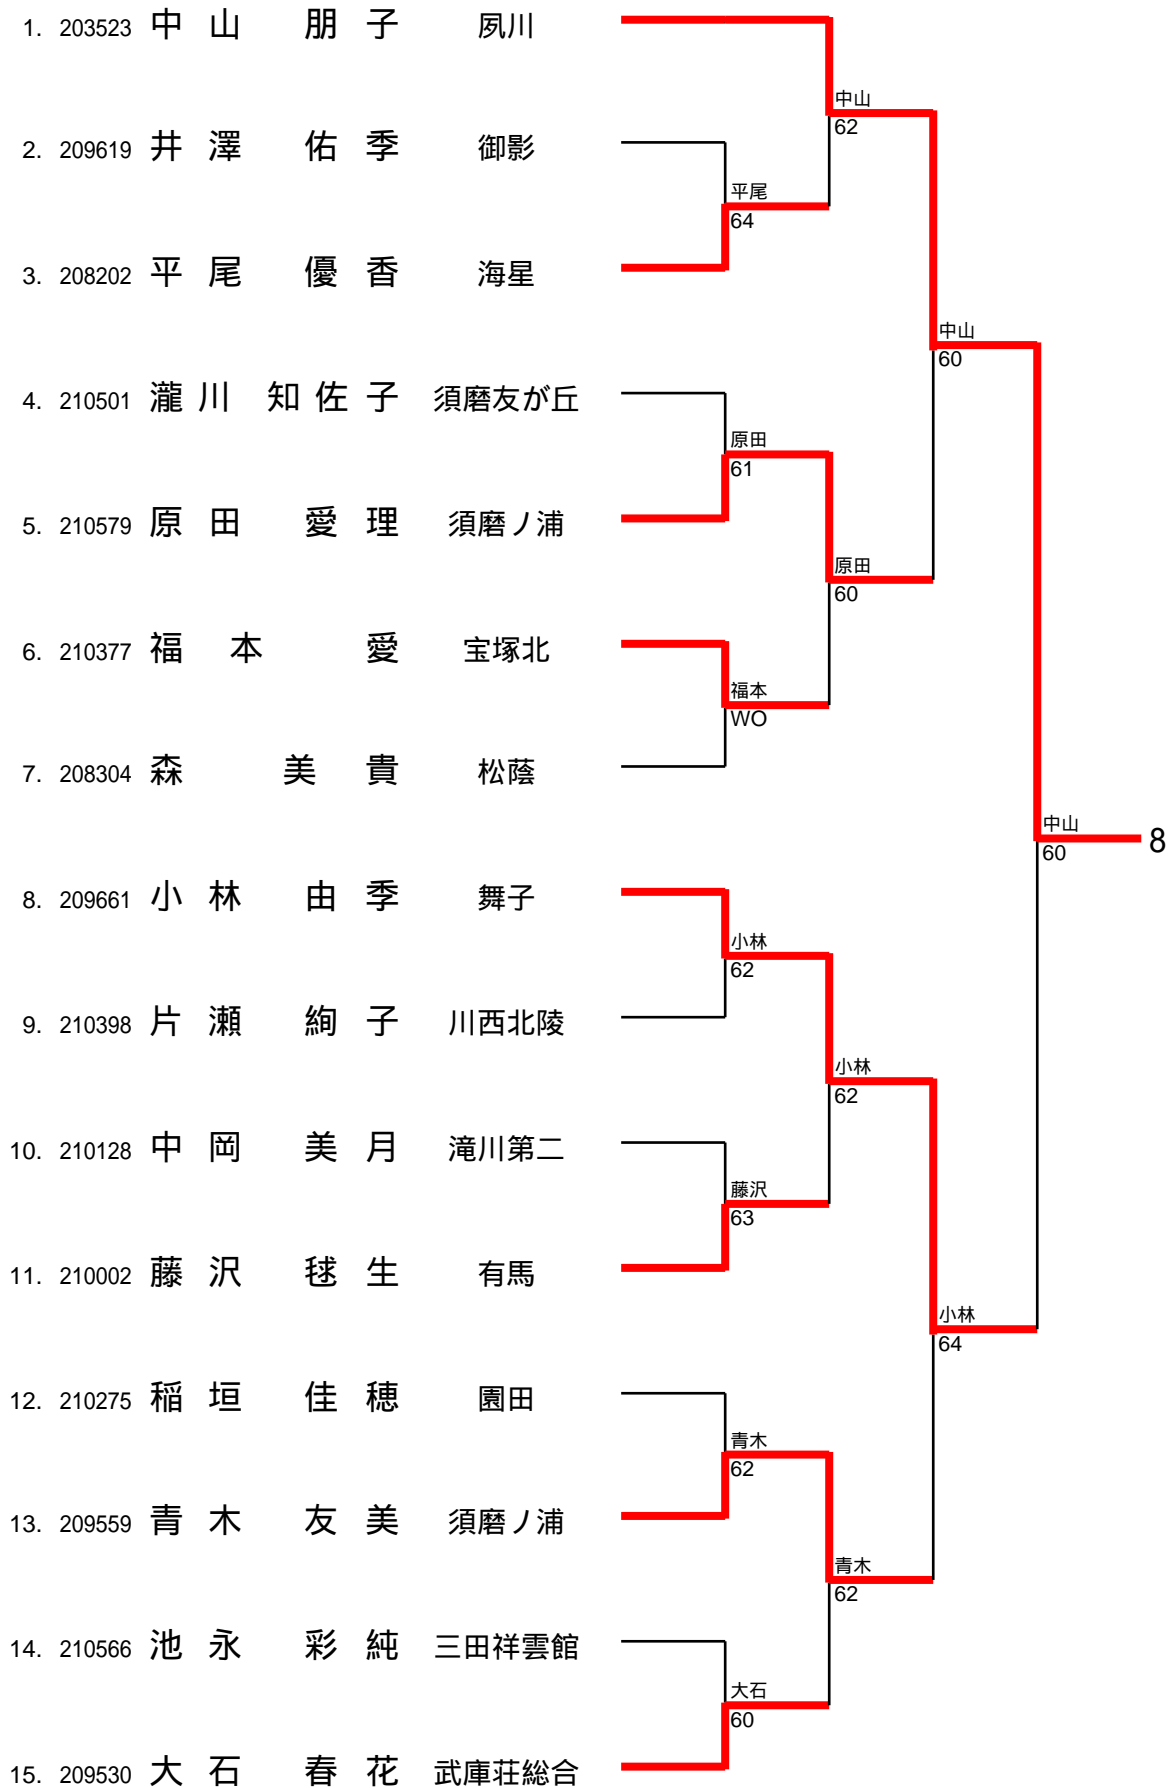 1. 203523 中山 朋子 夙川
中山
62
2. 209619 井澤 佑季 御影
平尾
64
3. 208202 平尾 優香 海星
中山
60
4. 210501 瀧川 知佐子 須磨友が丘
原田
61
5. 210579 原田 愛理 須磨ノ浦
原田
60
6. 210377 福本 愛 宝塚北
福本
WO
7. 208304 森 美貴 松蔭
中山
60
8
8. 209661 小林 由季 舞子
小林
62
9. 210398 片瀬 絢子 川西北陵
小林
62
10. 210128 中岡 美月 滝川第二
藤沢
63
11. 210002 藤沢 毬生 有馬
小林
64
12. 210275 稲垣 佳穂 園田
青木
62
13. 209559 青木 友美 須磨ノ浦
青木
62
14. 210566 池永 彩純 三田祥雲館
大石
60
15. 209530 大石 春花 武庫荘総合